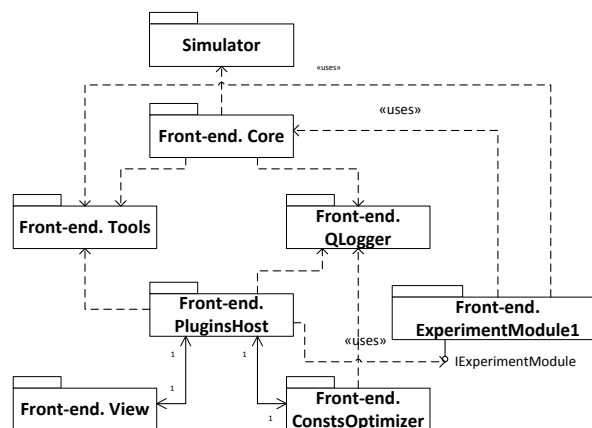 Simulator
«uses»
«uses»
Front-end. Core
Front-end. Tools
Front-end.
QLogger
Front-end.
PluginsHost
Front-end.
ExperimentModule1
«uses»
IExperimentModule
1
1
1
1
Front-end. View
Front-end.
ConstsOptimizer